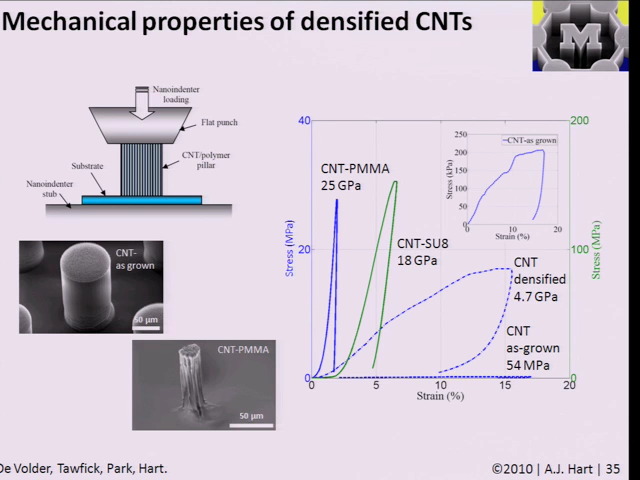 Mechanical properties of densified CNTs
M
Nanoindenter
loading
Flat punch
CNT/polymer
pillar
Substrate
Nanoindenter
stub
CNT-
as grown
50 μm
CNT-PMMA
50 μm
40
20
0
Stress (MPa)
CNT-PMMA
25 GPa
CNT-SU8
18 GPa
CNT
densified
4.7 GPa
CNT
as-grown
54 MPa
0
5
10
15
20
Strain (%)
200
100
0
Stress (MPa)
250
200
150
100
50
0
Stress (kPa)
CNT-as grown
0
10
20
Strain (%)
De Volder, Tawfick, Park, Hart.
©2010 | A.J. Hart | 35